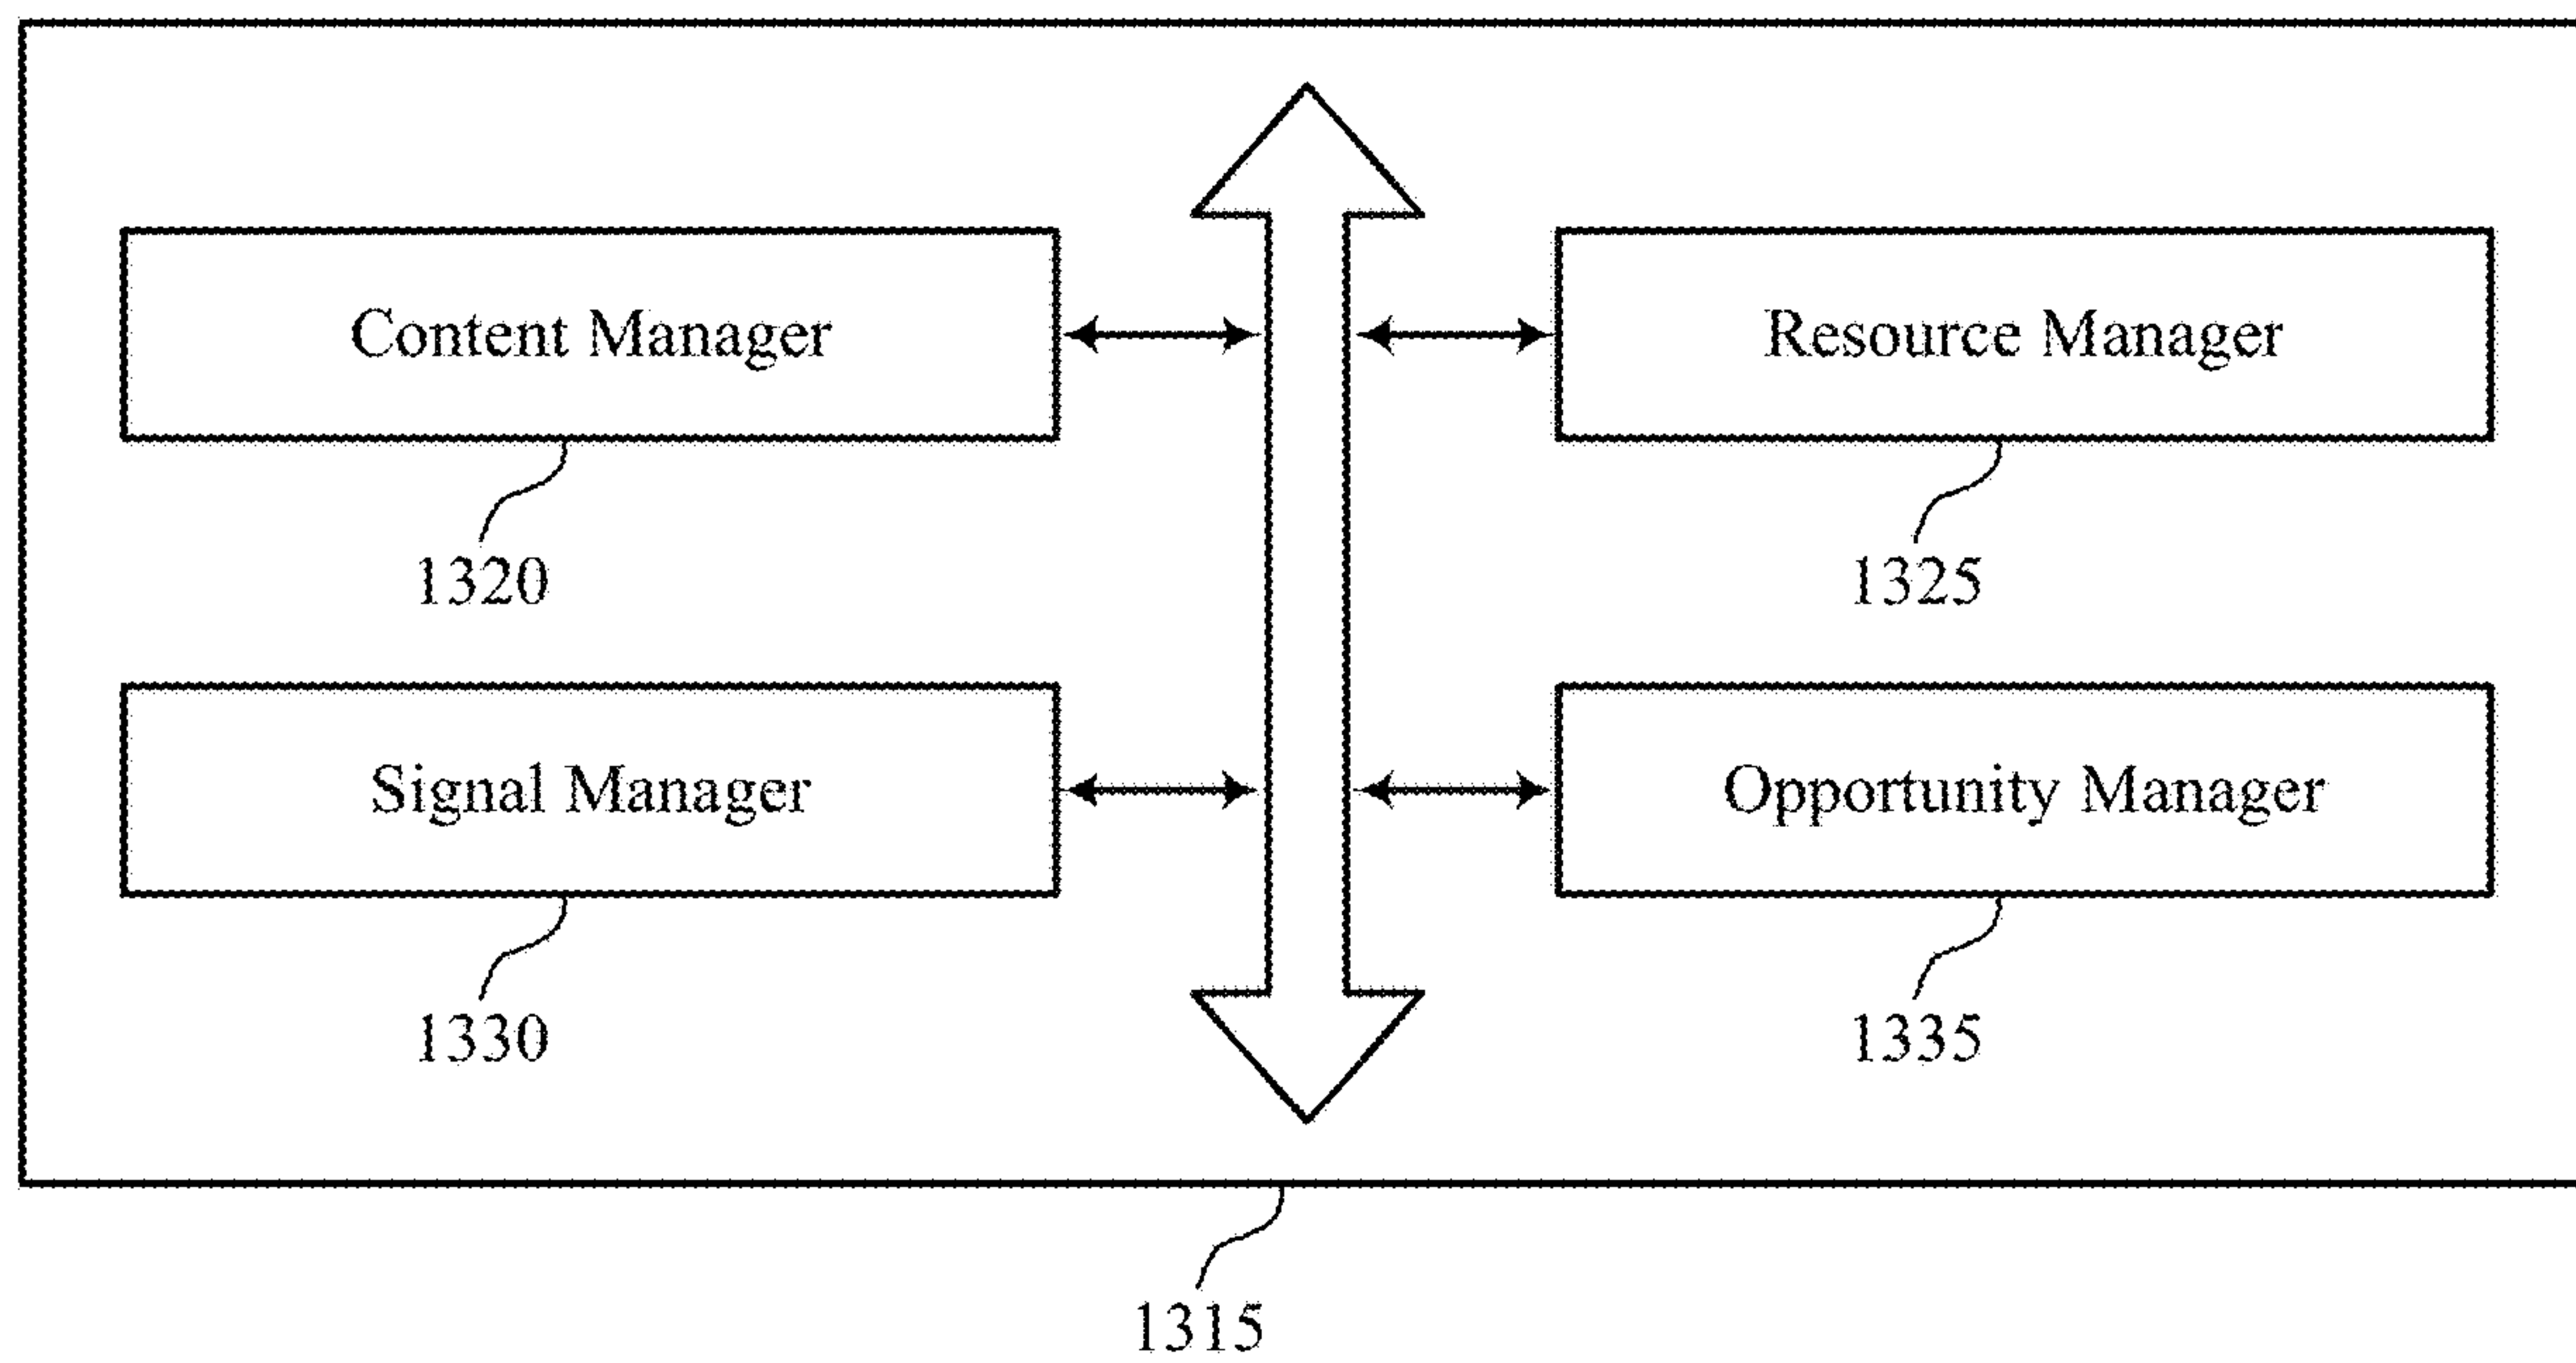 Content Manager
Resource Manager
1320
1325
Signal Manager
Opportunity Manager
1330
1335
1315